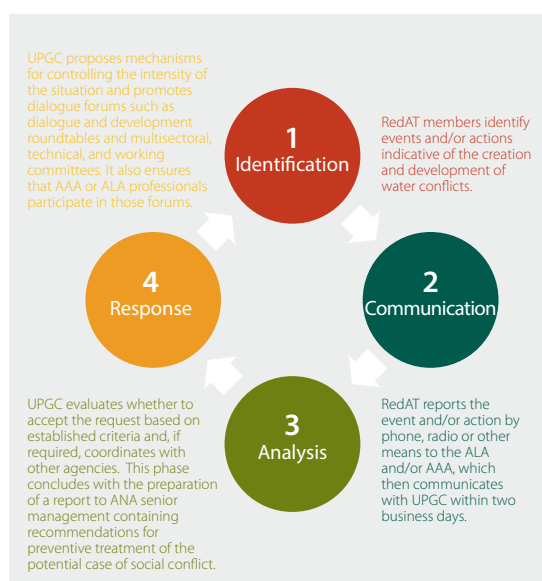 UPGC proposes mechanisms
for controlling the intensity of
the situation and promotes
dialogue forums such as
dialogue and development
roundtables and multisectoral,
technical, and working
committees. It also ensures
that AAA or ALA professionals
participate in those forums.
1
Identification
RedAT members identify
events and/or actions
indicative of the creation
and development of
water conflicts.
4
Response
2
Communication
UPGC evaluates whether to
accept the request based on
established criteria and, if
required, coordinates with
other agencies. This phase
concludes with the preparation
of a report to ANA senior
management containing
recommendations for
preventive treatment of the
potential case of social conflict.
3
Analysis
RedAT reports the
event and/or action by
phone, radio or other
means to the ALA
and/or AAA, which
then communicates
with UPGC within two
business days.